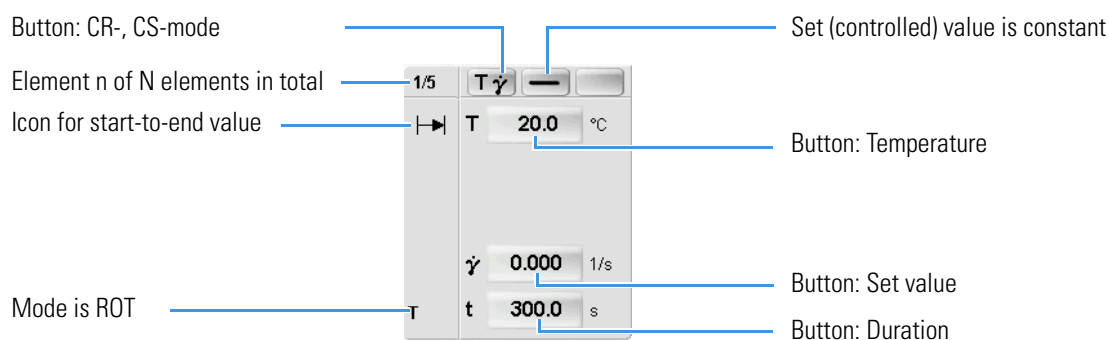 Button: CR-, CS-mode
Set (controlled) value is constant
Element n of N elements in total
1/5 T γ̇
Icon for start-to-end value
T 20.0 °C
Button: Temperature
γ̇ 0.000 1/s
Button: Set value
Mode is ROT
T t 300.0 s
Button: Duration